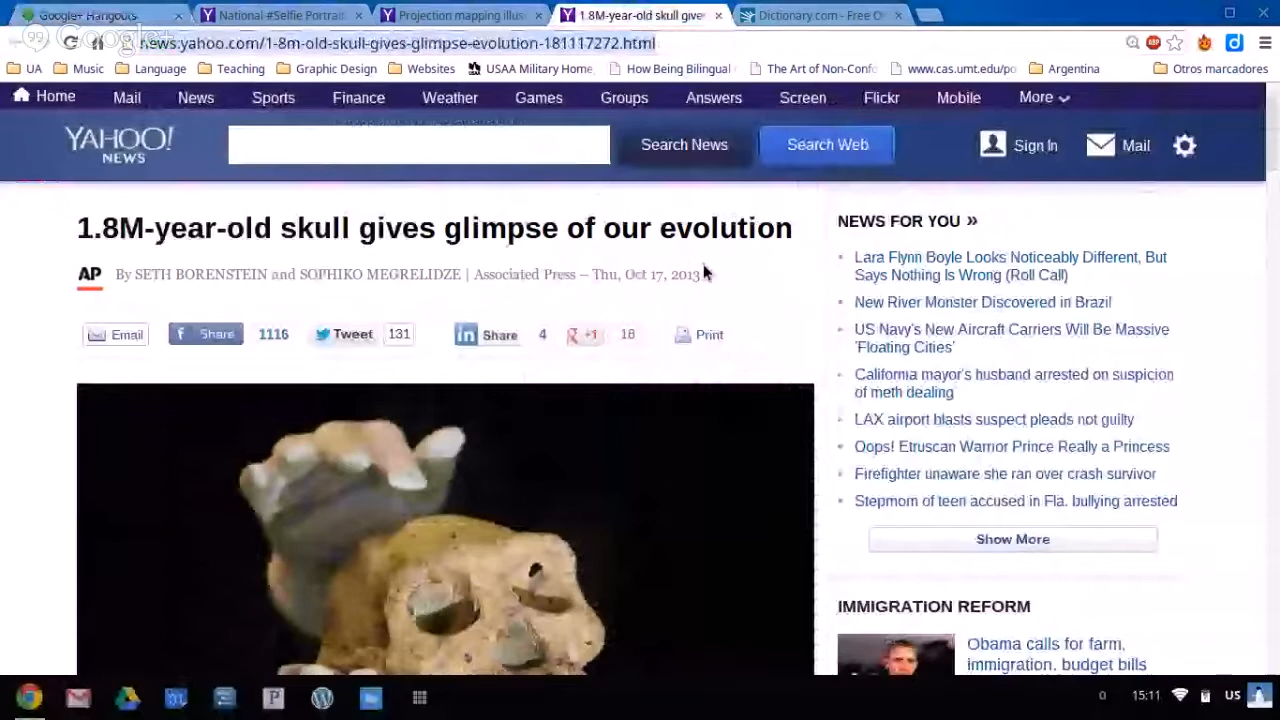 Google+ Hangouts
National #Selfie Portrait
Projection mapping illus
1.8M-year-old skull give
Dictionary.com - Free O
Google+
news.yahoo.com/1-8m-old-skull-gives-glimpse-evolution-181117272.html
UA Music Language Teaching Graphic Design Websites USAA Military Home How Being Bilingual The Art of Non-Confo www.cas.umt.edu/po Argentina Otros marcadores
Home Mail News Sports Finance Weather Games Groups Answers Screen Flickr Mobile More
YAHOO! NEWS
Search News Search Web Sign In Mail
1.8M-year-old skull gives glimpse of our evolution
AP By SETH BORENSTEIN and SOPHIKO MEGRELIDZE | Associated Press – Thu, Oct 17, 2013
Email Share 1116 Tweet 131 Share 4 +1 18 Print
NEWS FOR YOU »
Lara Flynn Boyle Looks Noticeably Different, But
Says Nothing Is Wrong (Roll Call)
New River Monster Discovered in Brazil
US Navy's New Aircraft Carriers Will Be Massive
'Floating Cities'
California mayor's husband arrested on suspicion
of meth dealing
LAX airport blasts suspect pleads not guilty
Oops! Etruscan Warrior Prince Really a Princess
Firefighter unaware she ran over crash survivor
Stepmom of teen accused in Fla. bullying arrested
Show More
IMMIGRATION REFORM
Obama calls for farm,
immigration, budget bills
0 15:11 US